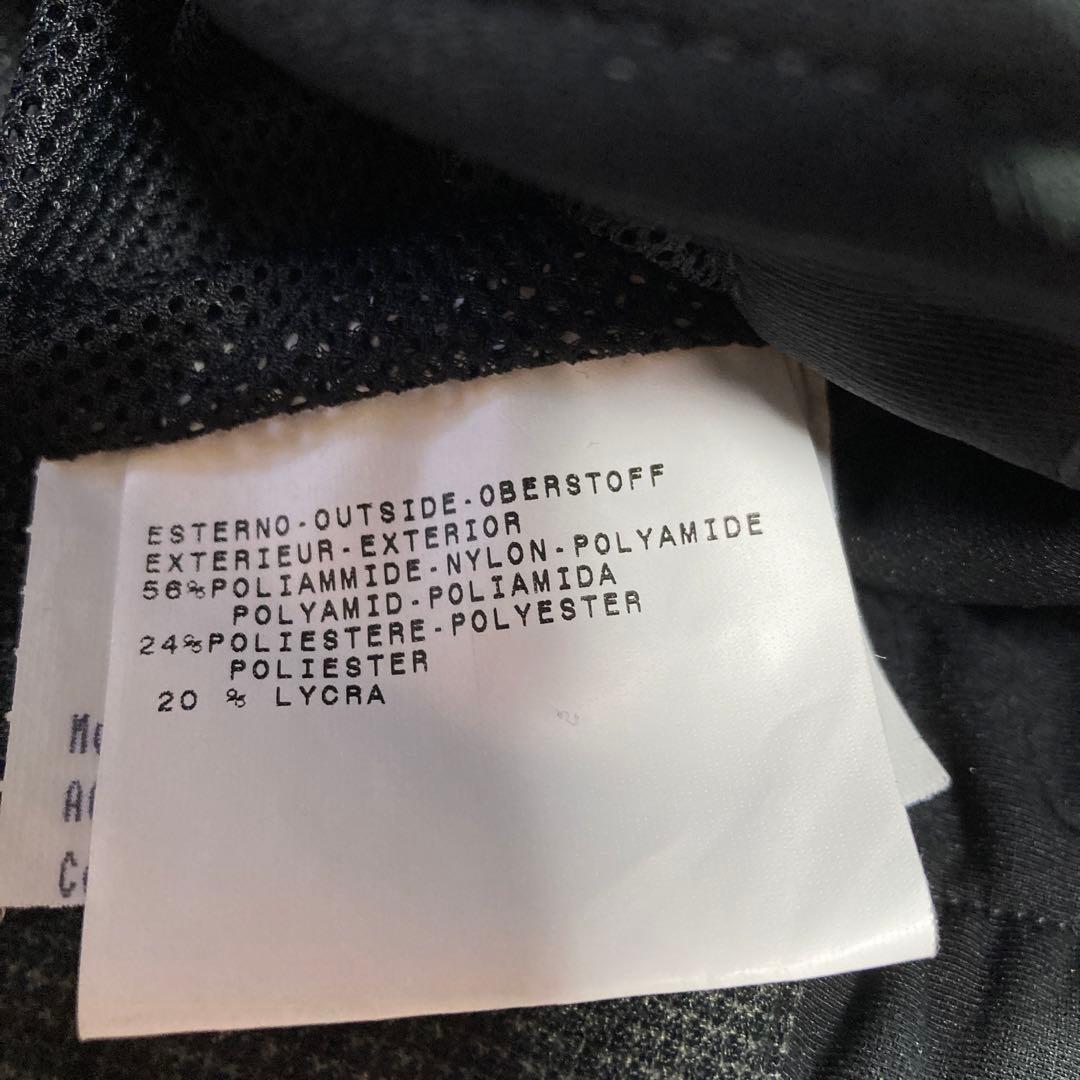 ESTERNO-OUTSIDE-OBERSTOFF
EXTERIEUR-EXTERIOR
56%POLIAMMIDE-NYLON-POLYAMIDE
POLYAMID-POLIAMIDA
24%POLIESTERE-POLYESTER
POLIESTER
20 % LYCRA